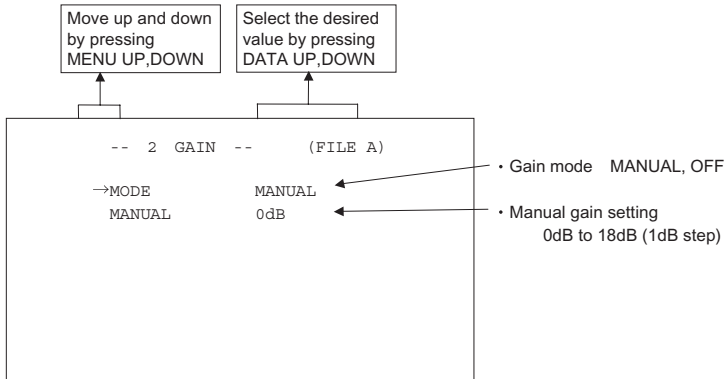 Move up and down
by pressing
MENU UP,DOWN
Select the desired
value by pressing
DATA UP,DOWN
-- 2 GAIN -- (FILE A)
→MODE MANUAL
MANUAL 0dB
・Gain mode MANUAL, OFF
・Manual gain setting
0dB to 18dB (1dB step)